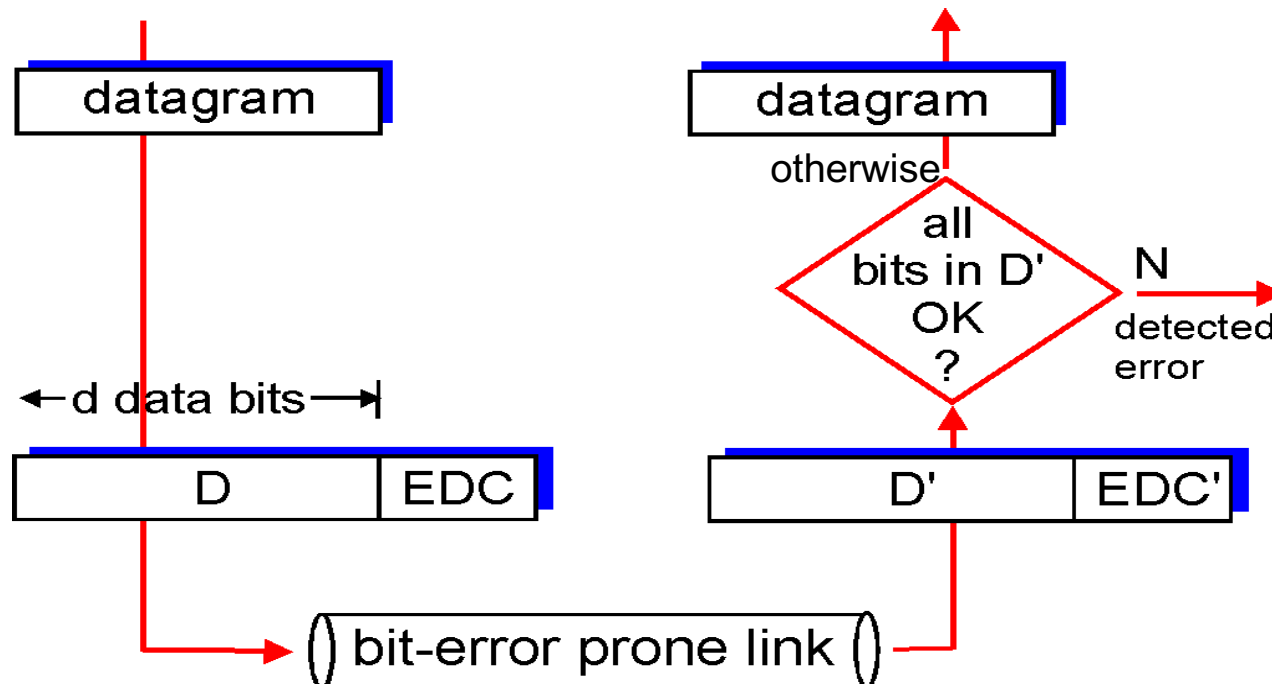 datagram
d data bits
D
EDC
bit-error prone link
D'
EDC'
all
bits in D'
OK
?
N
detected
error
otherwise
datagram